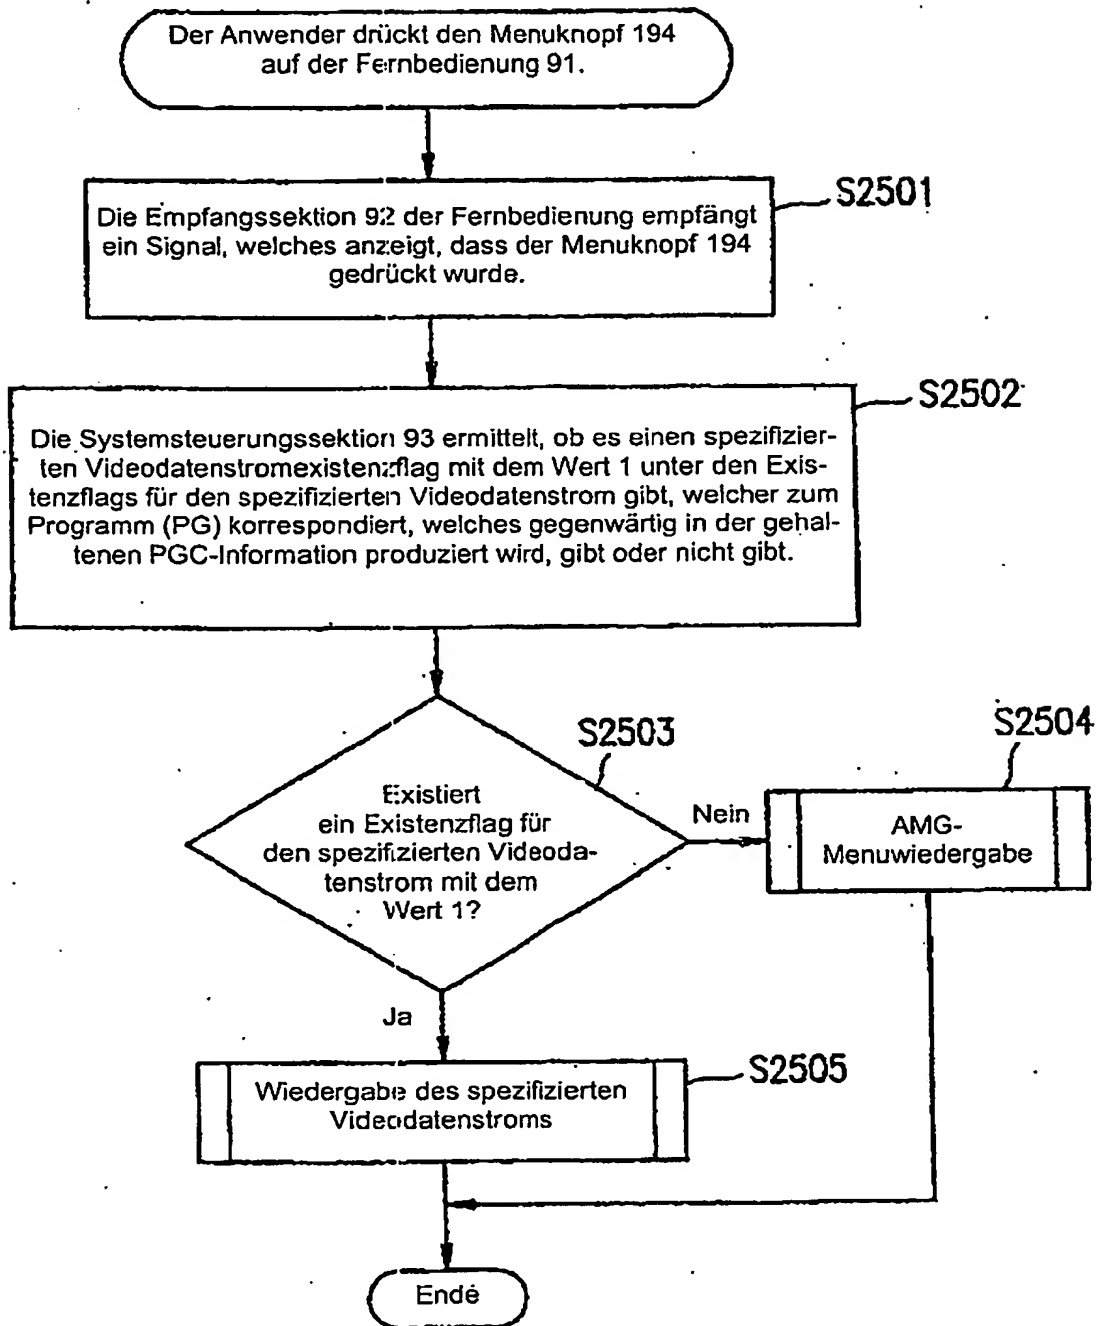 Der Anwender drückt den Menuknopf 194
auf der Fernbedienung 91.
S2501
Die Empfangssektion 92 der Fernbedienung empfängt
ein Signal, welches anzeigt, dass der Menuknopf 194
gedrückt wurde.
S2502
Die Systemsteuerungssektion 93 ermittelt, ob es einen spezifizier-
ten Videodatenstromexistenzflag mit dem Wert 1 unter den Exis-
tenzflags für den spezifizierten Videodatenstrom gibt, welcher zum
Programm (PG) korrespondiert, welches gegenwärtig in der gehal-
tenen PGC-Information produziert wird, gibt oder nicht gibt.
S2503
Existiert
ein Existenzflag für
den spezifizierten Videoda-
tenstrom mit dem
Wert 1?
Nein
S2504
AMG-
Menuwiedergabe
Ja
S2505
Wiedergabe des spezifizierten
Videodatenstroms
Ende